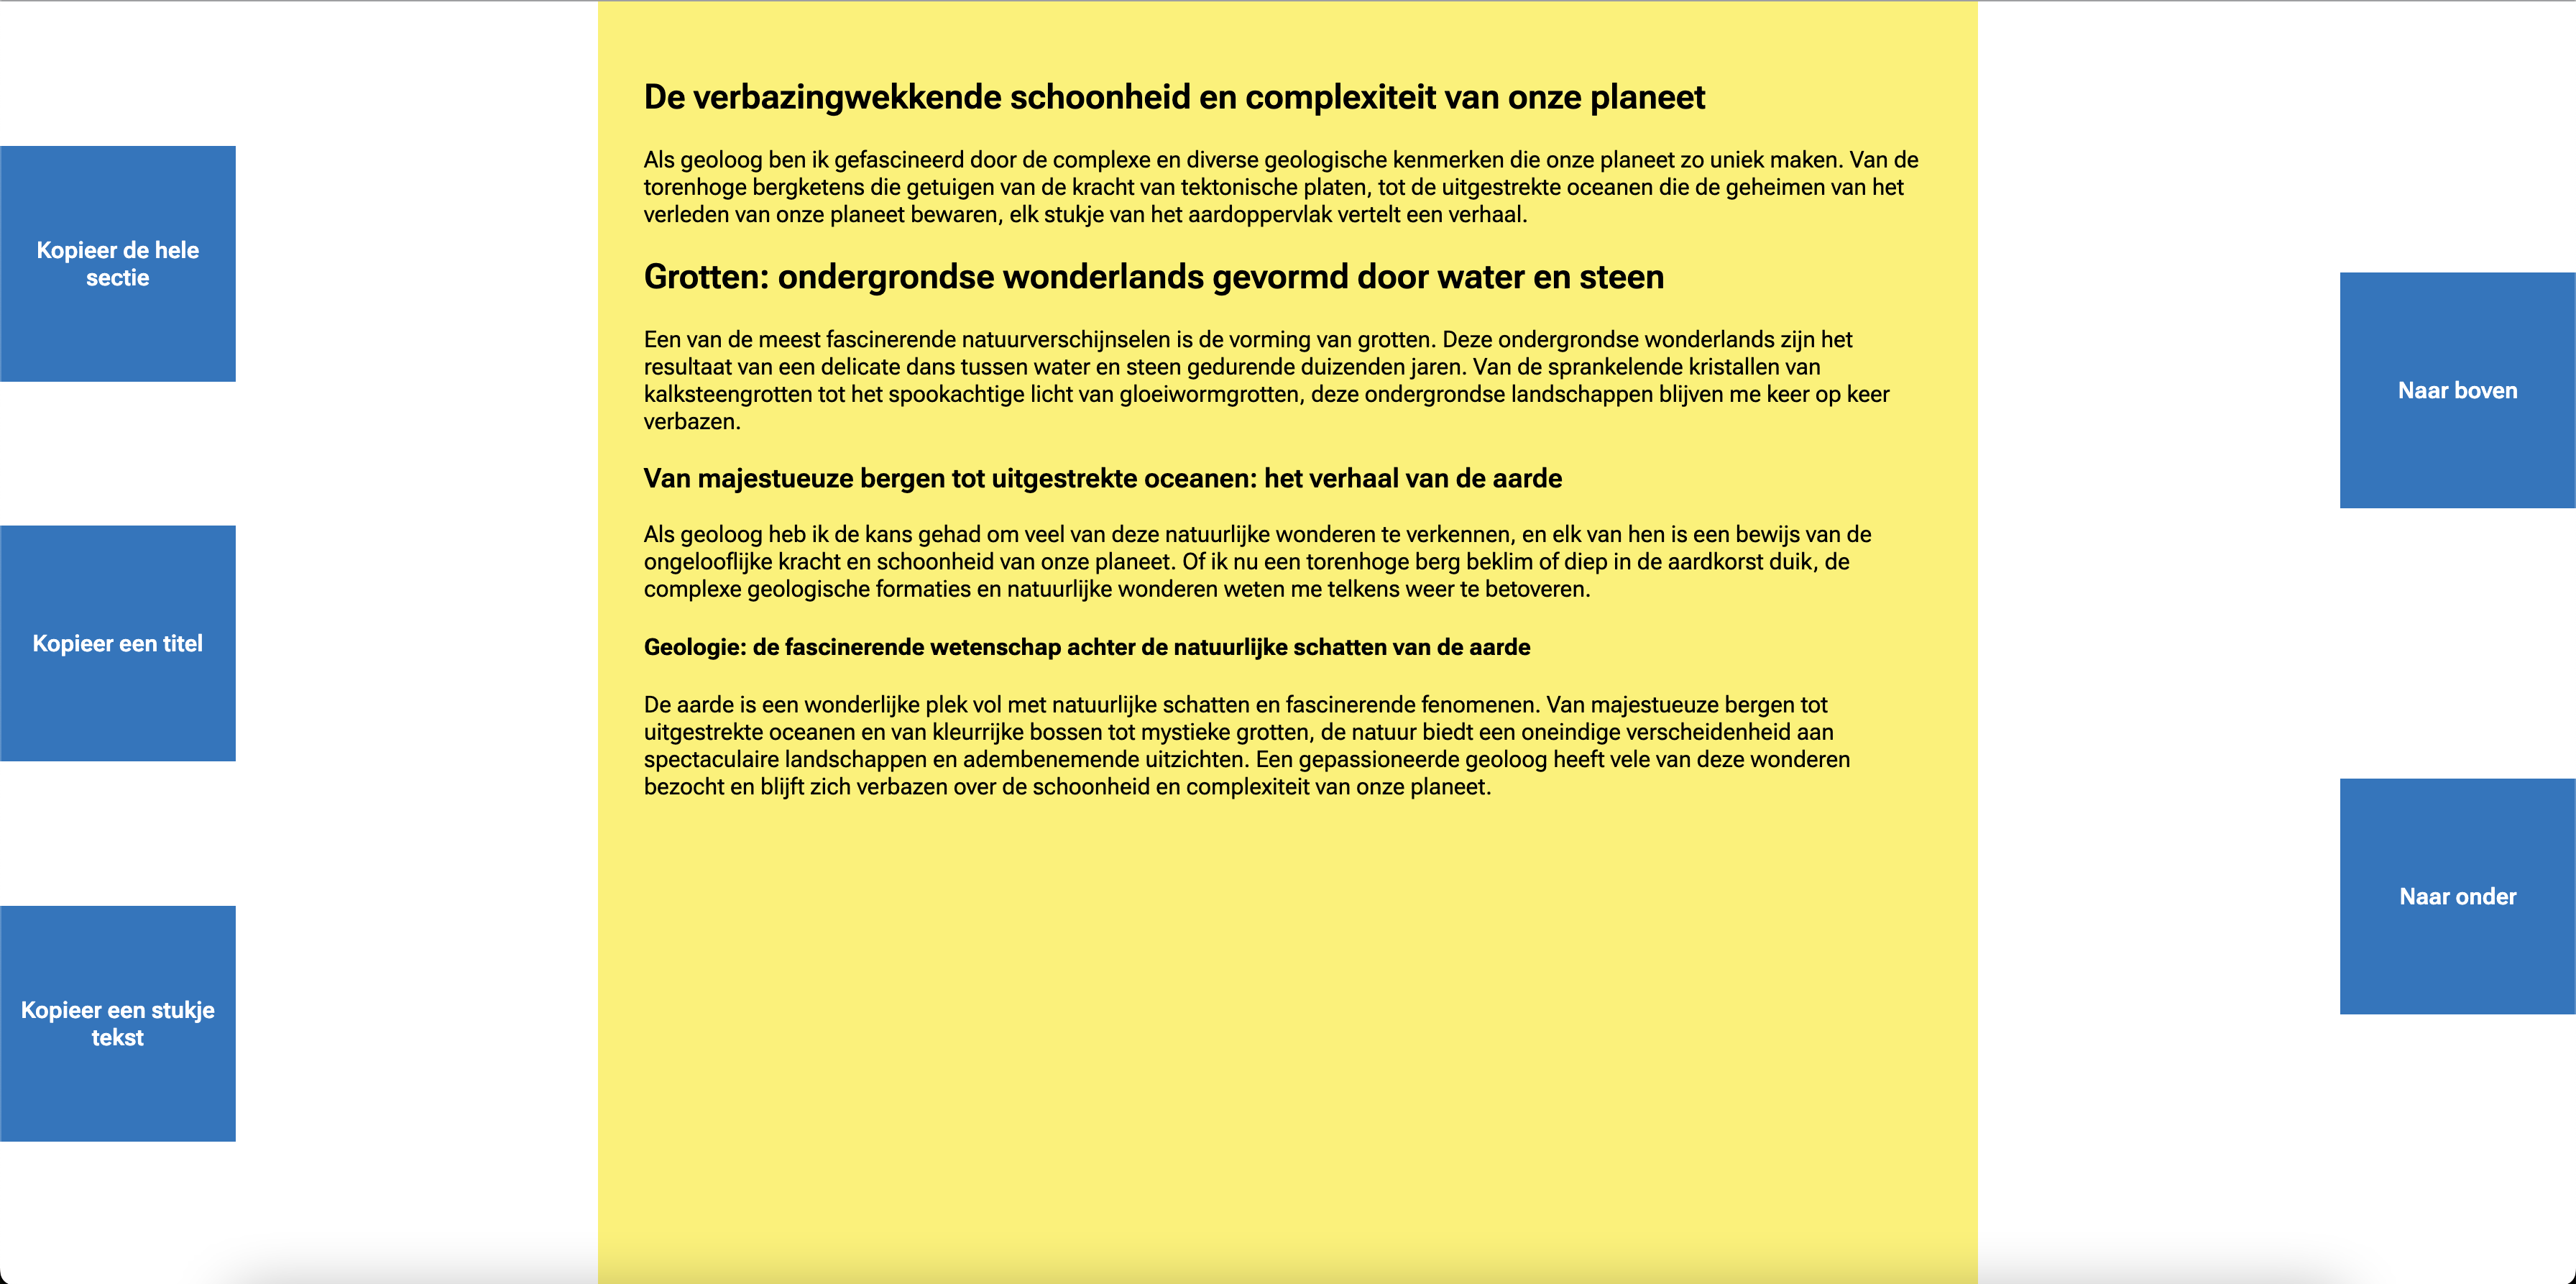 De verbazingwekkende schoonheid en complexiteit van onze planeet
Als geoloog ben ik gefascineerd door de complexe en diverse geologische kenmerken die onze planeet zo uniek maken. Van de
torenhoge bergketens die getuigen van de kracht van tektonische platen, tot de uitgestrekte oceanen die de geheimen van het
verleden van onze planeet bewaren, elk stukje van het aardoppervlak vertelt een verhaal.
Grotten: ondergrondse wonderlands gevormd door water en steen
Een van de meest fascinerende natuurverschijnselen is de vorming van grotten. Deze ondergrondse wonderlands zijn het
resultaat van een delicate dans tussen water en steen gedurende duizenden jaren. Van de sprankelende kristallen van
kalksteengrotten tot het spookachtige licht van gloeiwormgrotten, deze ondergrondse landschappen blijven me keer op keer
verbazen.
Van majestueuze bergen tot uitgestrekte oceanen: het verhaal van de aarde
Als geoloog heb ik de kans gehad om veel van deze natuurlijke wonderen te verkennen, en elk van hen is een bewijs van de
ongelooflijke kracht en schoonheid van onze planeet. Of ik nu een torenhoge berg beklim of diep in de aardkorst duik, de
complexe geologische formaties en natuurlijke wonderen weten me telkens weer te betoveren.
Geologie: de fascinerende wetenschap achter de natuurlijke schatten van de aarde
De aarde is een wonderlijke plek vol met natuurlijke schatten en fascinerende fenomenen. Van majestueuze bergen tot
uitgestrekte oceanen en van kleurrijke bossen tot mystieke grotten, de natuur biedt een oneindige verscheidenheid aan
spectaculaire landschappen en adembenemende uitzichten. Een gepassioneerde geoloog heeft vele van deze wonderen
bezocht en blijft zich verbazen over de schoonheid en complexiteit van onze planeet.
Kopieer de hele
sectie
Kopieer een titel
Kopieer een stukje
tekst
Naar boven
Naar onder